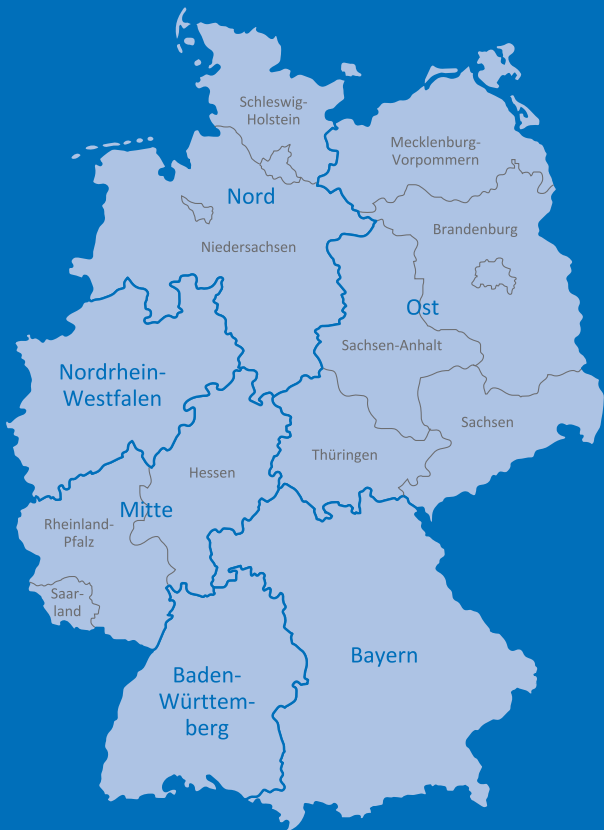 Schleswig-
Holstein
Mecklenburg-
Vorpommern
Nord
Brandenburg
Niedersachsen
Ost
Sachsen-Anhalt
Nordrhein-
Westfalen
Sachsen
Thüringen
Hessen
Mitte
Rheinland-
Pfalz
Saar-
land
Bayern
Baden-
Württem-
berg